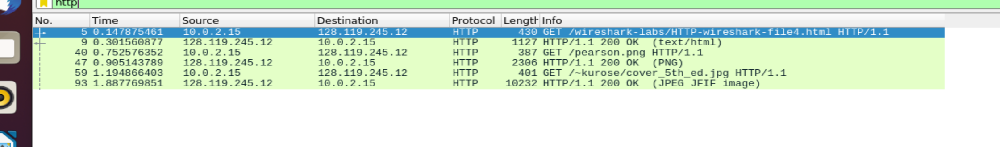 http
No. Time Source Destination Protocol Length Info
5 0.147875461 10.0.2.15 128.119.245.12 HTTP 430 GET /wireshark-labs/HTTP-wireshark-file4.html HTTP/1.1
9 0.301560877 128.119.245.12 10.0.2.15 HTTP 1127 HTTP/1.1 200 OK (text/html)
40 0.752576352 10.0.2.15 128.119.245.12 HTTP 387 GET /pearson.png HTTP/1.1
47 0.905143789 128.119.245.12 10.0.2.15 HTTP 2306 HTTP/1.1 200 OK (PNG)
59 1.194866403 10.0.2.15 128.119.245.12 HTTP 401 GET /~kurose/cover_5th_ed.jpg HTTP/1.1
93 1.887769851 128.119.245.12 10.0.2.15 HTTP 10232 HTTP/1.1 200 OK (JPEG JFIF image)